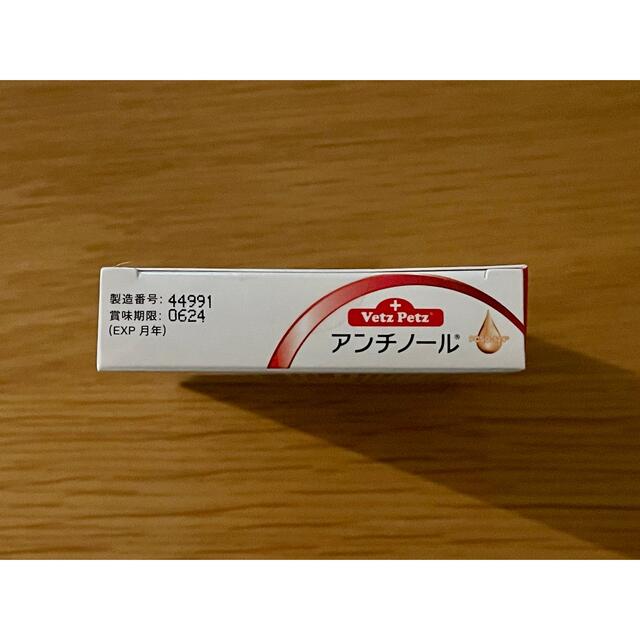 製造番号: 44991
賞味期限: 0624
(EXP 月年)
Vetz Petz®
アンチノール®